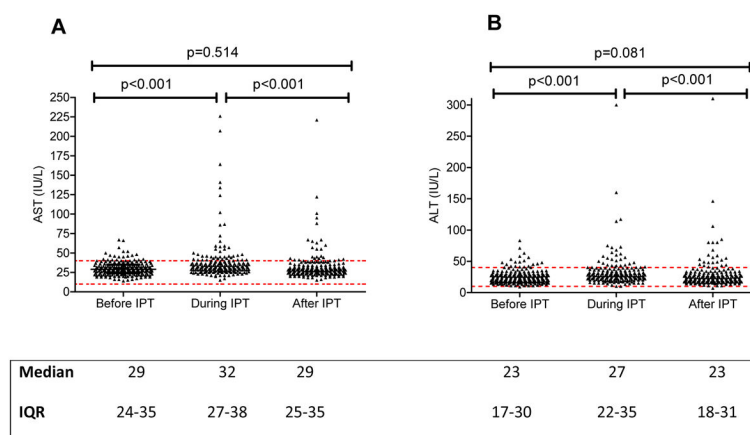 A
B
p=0.514
p<0.001
p<0.001
AST (IU/L)
250
225
200
175
150
125
100
75
50
25
0
Before IPT
During IPT
After IPT
p=0.081
p<0.001
p<0.001
ALT (IU/L)
300
250
200
150
100
50
0
Before IPT
During IPT
After IPT
Median 29 32 29 23 27 23
IQR 24-35 27-38 25-35 17-30 22-35 18-31